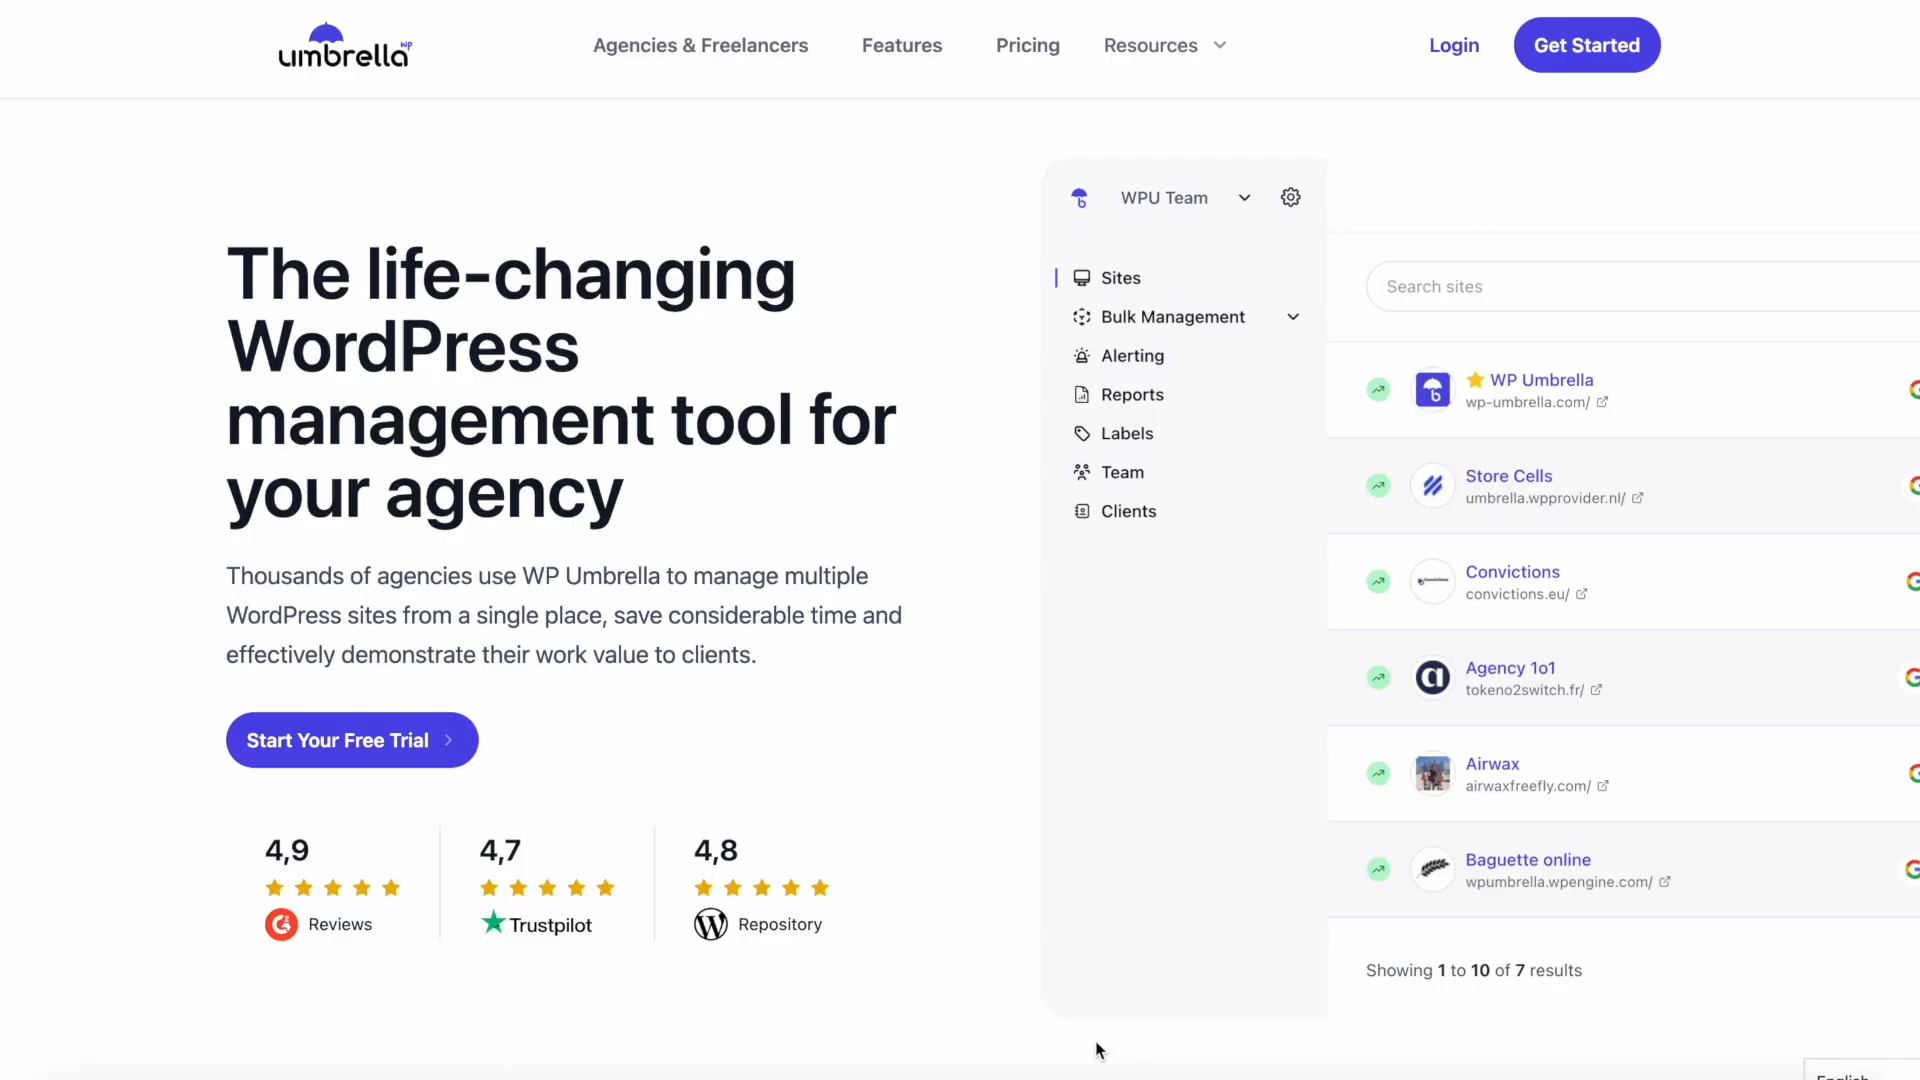 umbrella wp
Agencies & Freelancers
Features
Pricing
Resources
Login
Get Started
The life-changing
WordPress
management tool for
your agency
Thousands of agencies use WP Umbrella to manage multiple
WordPress sites from a single place, save considerable time and
effectively demonstrate their work value to clients.
Start Your Free Trial
4,9
Reviews
4,7
Trustpilot
4,8
Repository
WPU Team
Sites
Bulk Management
Alerting
Reports
Labels
Team
Clients
Search sites
WP Umbrella
wp-umbrella.com/
Store Cells
umbrella.wpprovider.nl/
Convictions
convictions.eu/
Agency 1o1
tokeno2switch.fr/
Airwax
airwaxfreefly.com/
Baguette online
wpumbrella.wpengine.com/
Showing 1 to 10 of 7 results
English